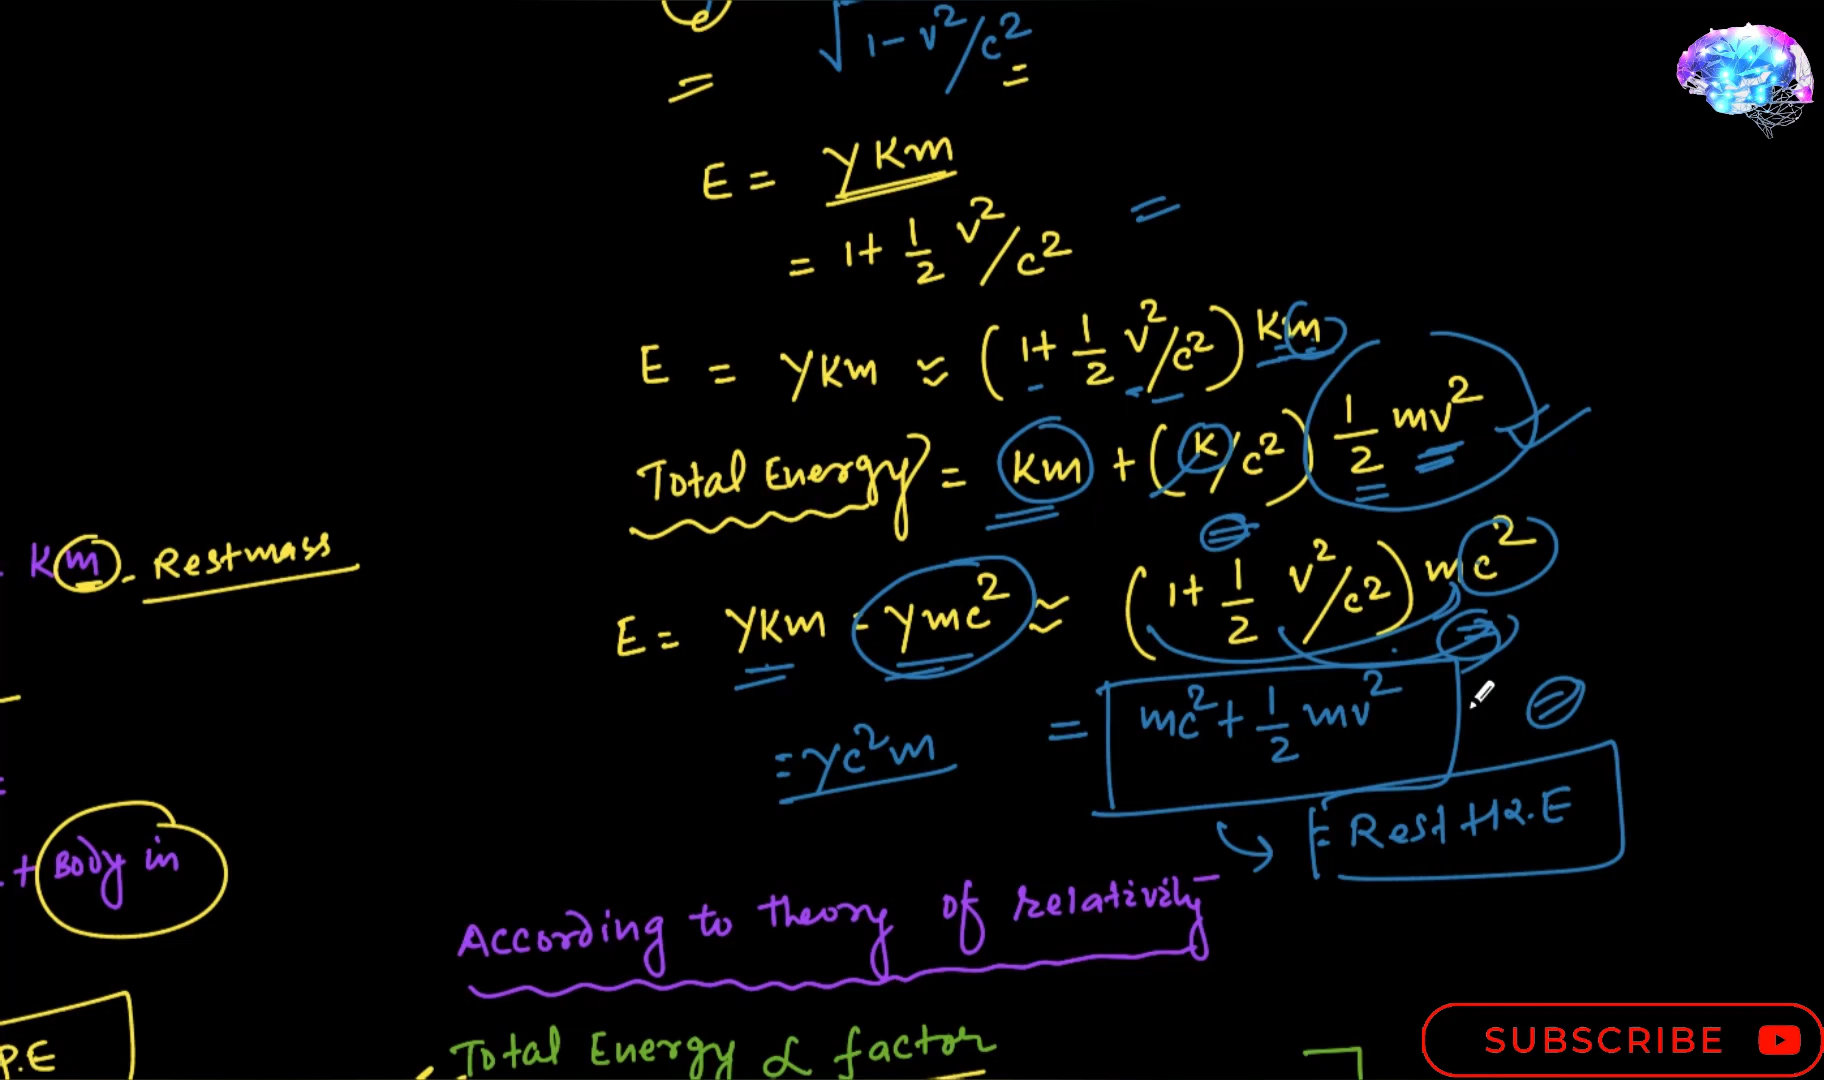 √1 - v²/c²
E = γKm
= 1 + 1/2 v²/c²
E = γKm ≈ (1 + 1/2 v²/c²) Km
Total Energy = Km + (K/c²) 1/2 mv²
Km - Restmass
E = γKm = γmc² ≈ (1 + 1/2 v²/c²) mc²
= γc²m = mc² + 1/2 mv²
+ Body in
= Rest + K.E
According to theory of relativity
P.E
Total Energy α factor
SUBSCRIBE